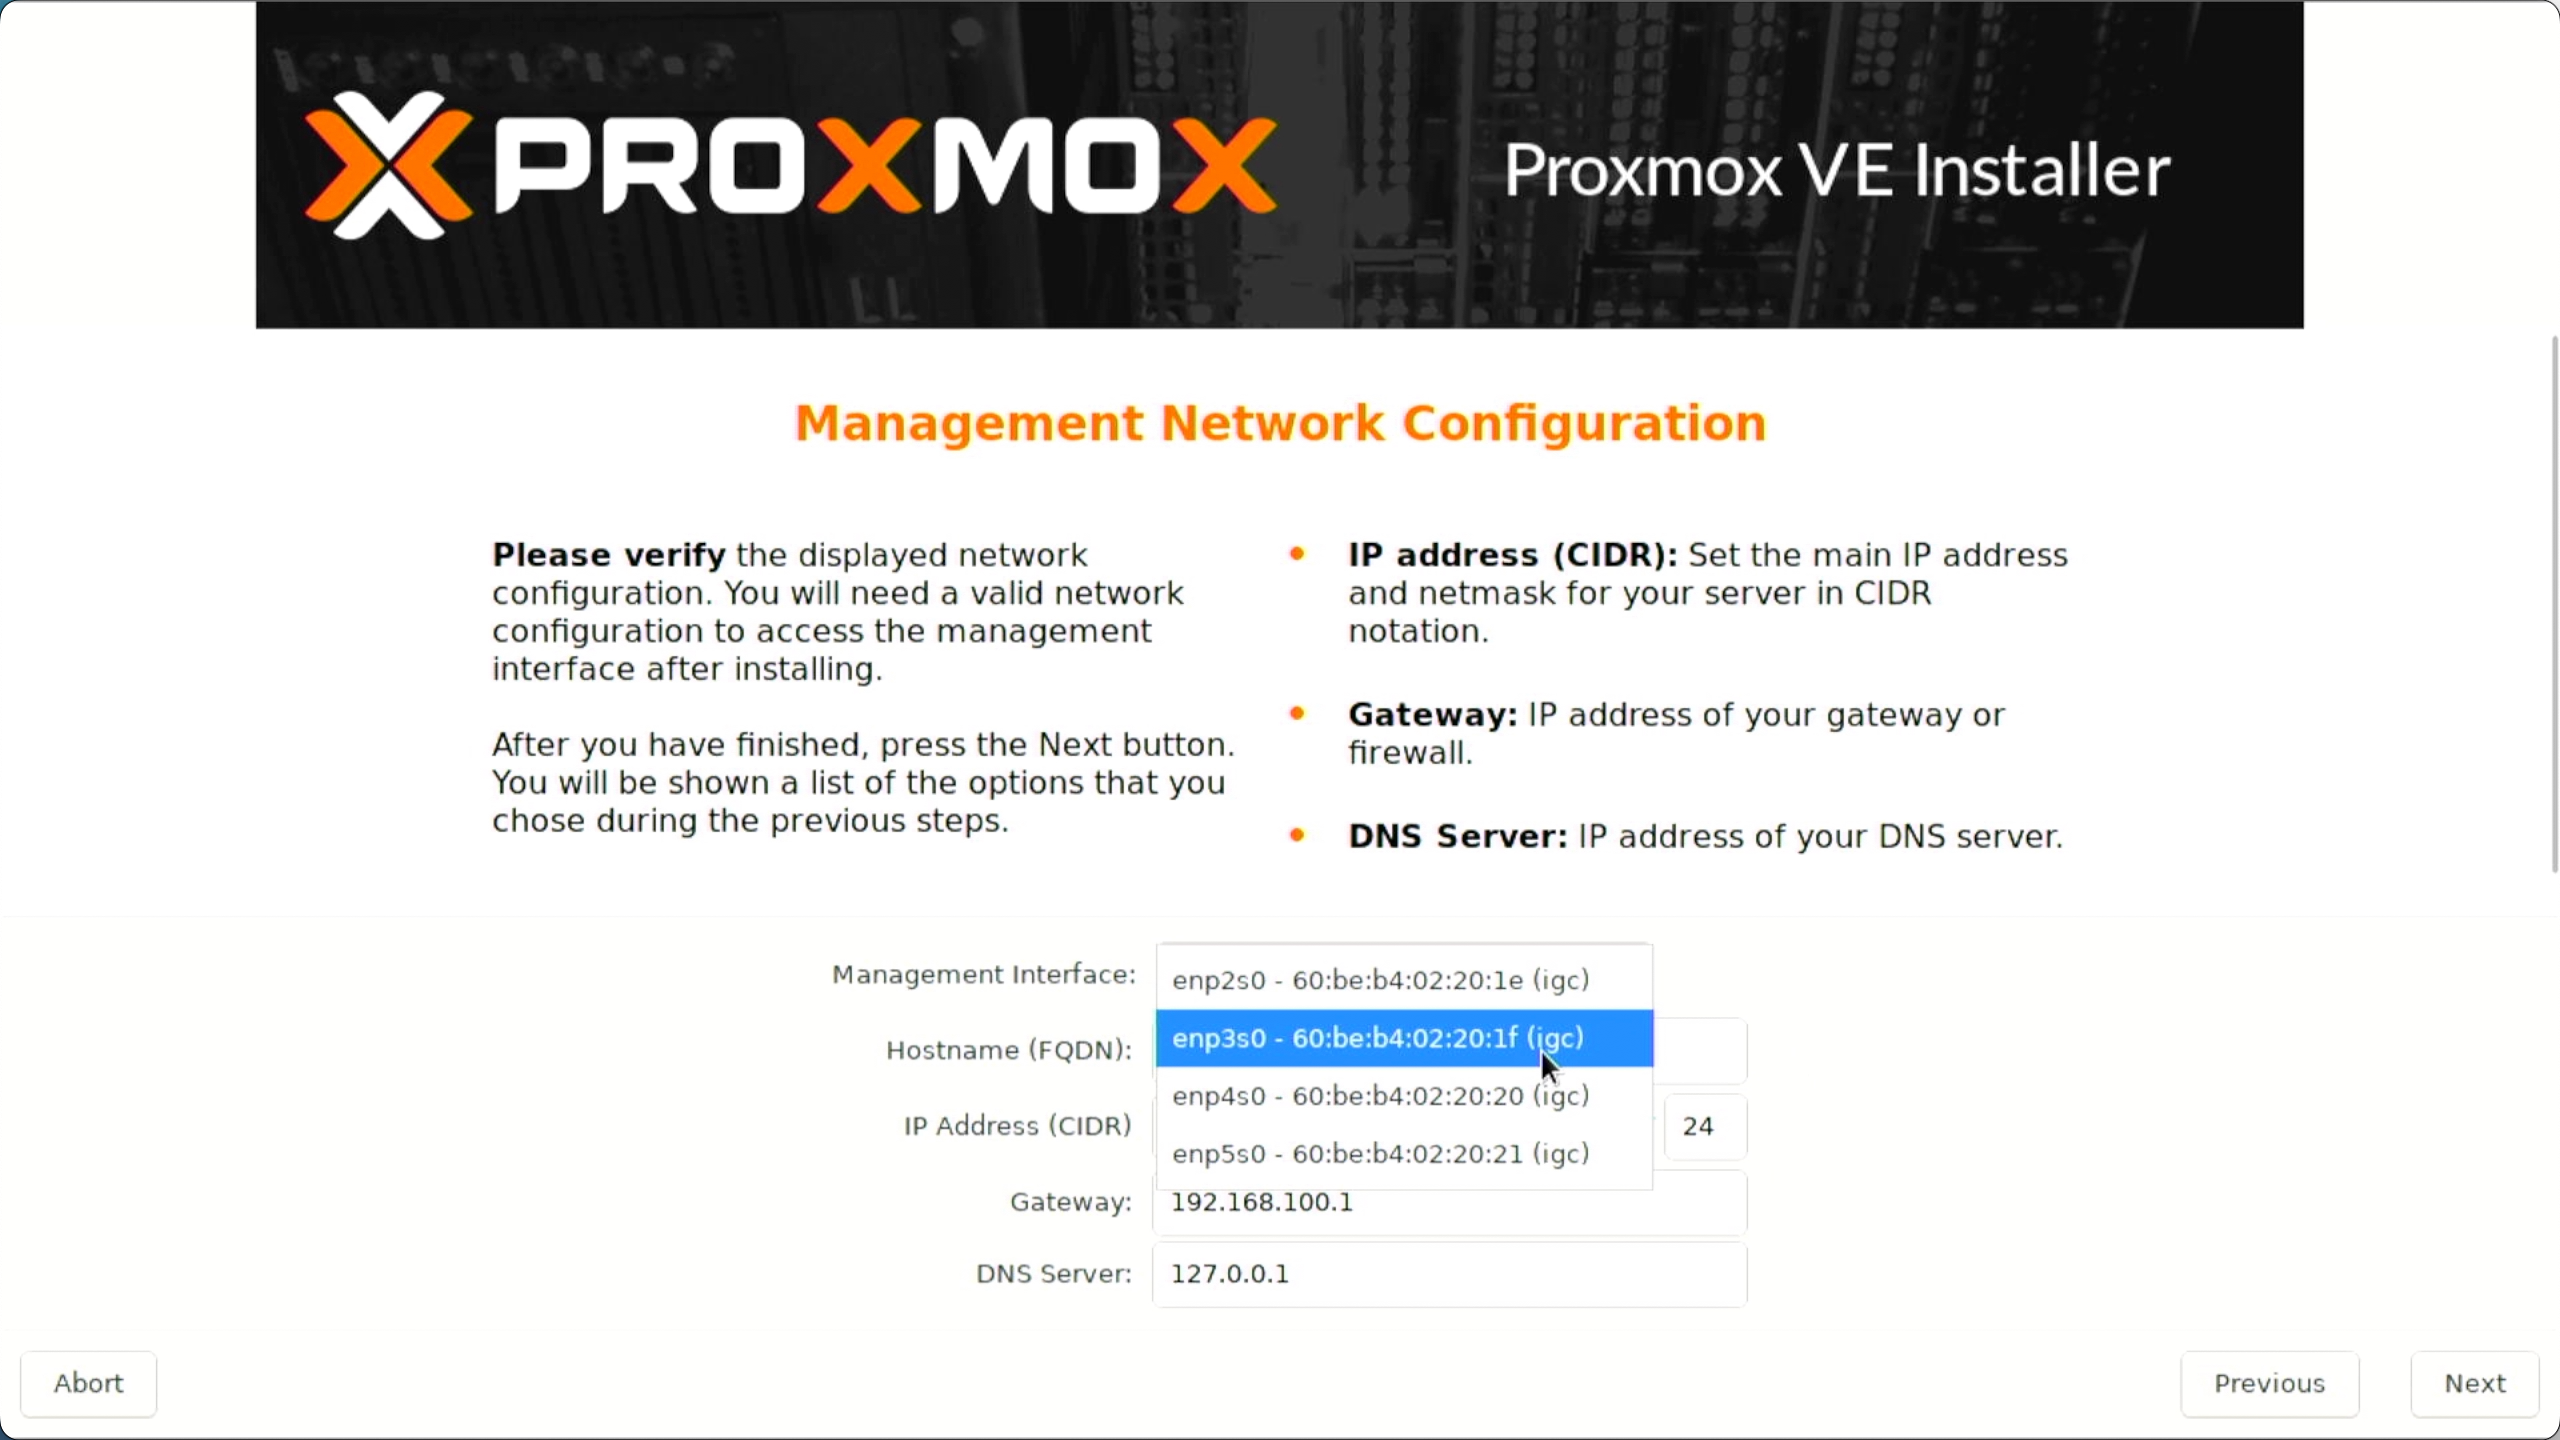 PROXMOX
Proxmox VE Installer
Management Network Configuration
Please verify the displayed network
configuration. You will need a valid network
configuration to access the management
interface after installing.
After you have finished, press the Next button.
You will be shown a list of the options that you
chose during the previous steps.
IP address (CIDR): Set the main IP address
and netmask for your server in CIDR
notation.
Gateway: IP address of your gateway or
firewall.
DNS Server: IP address of your DNS server.
Management Interface:
enp2s0 - 60:be:b4:02:20:1e (igc)
enp3s0 - 60:be:b4:02:20:1f (igc)
enp4s0 - 60:be:b4:02:20:20 (igc)
enp5s0 - 60:be:b4:02:20:21 (igc)
Hostname (FQDN):
IP Address (CIDR)
24
Gateway:
192.168.100.1
DNS Server:
127.0.0.1
Abort
Previous
Next